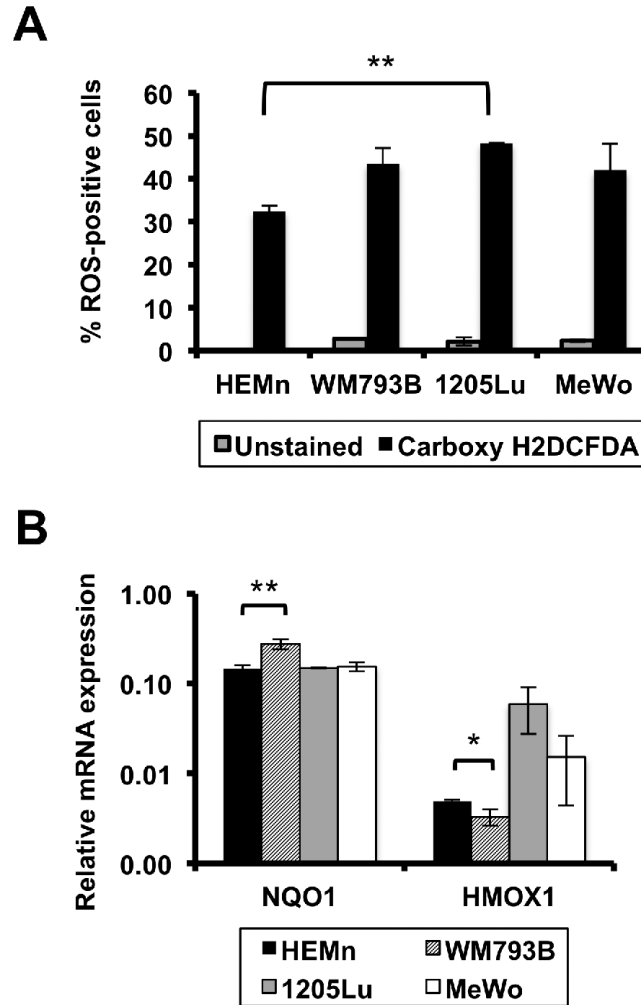 A
**
60
50
40
30
20
10
0
% ROS-positive cells
HEMn WM793B 1205Lu MeWo
Unstained Carboxy H2DCFDA
B
1.00
0.10
0.01
0.00
Relative mRNA expression
**
*
NQO1 HMOX1
HEMn WM793B
1205Lu MeWo